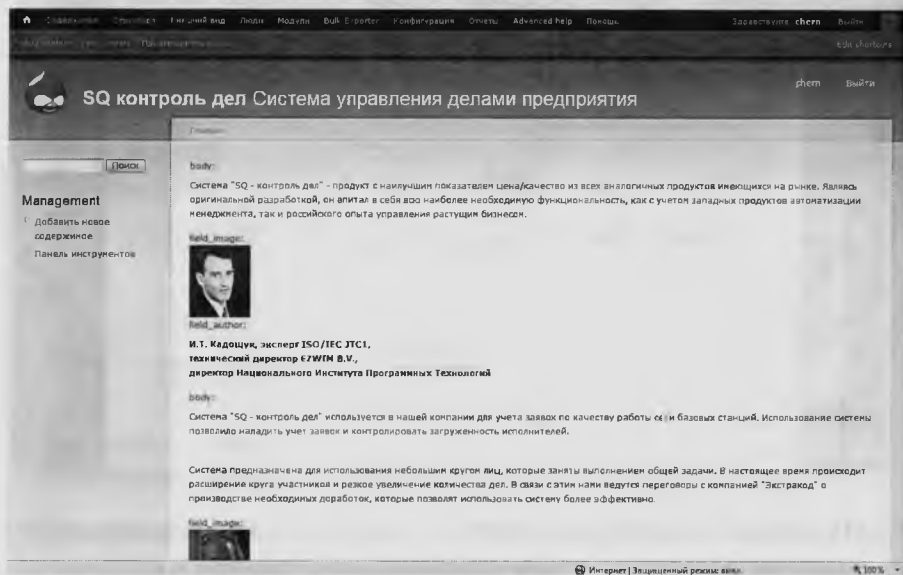 Содержимое Структура Внешний вид Люди Модули Bulk Exporter Конфигурация Отчеты Advanced help Помощь Здравствуйте chern Выйти
Edit shortcuts
chern Выйти
SQ контроль дел Система управления делами предприятия
Поиск
body:
Система "SQ - контроль дел" - продукт с наилучшим показателем цена/качество из всех аналогичных продуктов имеющихся на рынке. Являясь
оригинальной разработкой, он впитал в себя всю наиболее необходимую функциональность, как с учетом западных продуктов автоматизации
менеджмента, так и российского опыта управления растущим бизнесом.
Management
Добавить новое
содержимое
Панель инструментов
field_image:
field_author:
И.Т. Кадощук, эксперт ISO/IEC JTC1,
технический директор EZWIM B.V.,
директор Национального Института Программных Технологий
body:
Система "SQ - контроль дел" используется в нашей компании для учета заявок по качеству работы сети базовых станций. Использование системы
позволило наладить учет заявок и контролировать загруженность исполнителей.
Система предназначена для использования небольшим кругом лиц, которые заняты выполнением общей задачи. В настоящее время происходит
расширение круга участников и резкое увеличение количества дел. В связи с этим нами ведутся переговоры с компанией "Экстракод" о
производстве необходимых доработок, которые позволят использовать систему более эффективно.
field_image:
Интернет | Защищенный режим: выкл. 100%